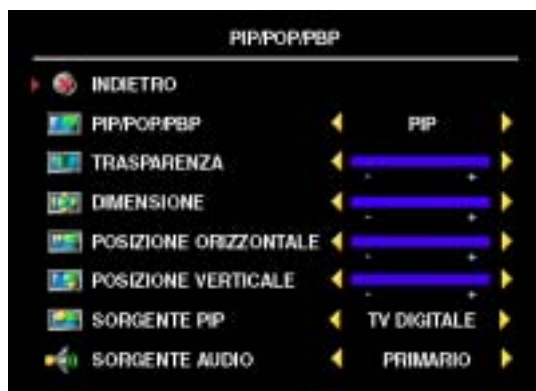 PIP/POP/PBP
INDIETRO
PIP/POP/PBP PIP
TRASPARENZA
- +
DIMENSIONE
- +
POSIZIONE ORIZZONTALE
- +
POSIZIONE VERTICALE
- +
SORGENTE PIP TV DIGITALE
SORGENTE AUDIO PRIMARIO